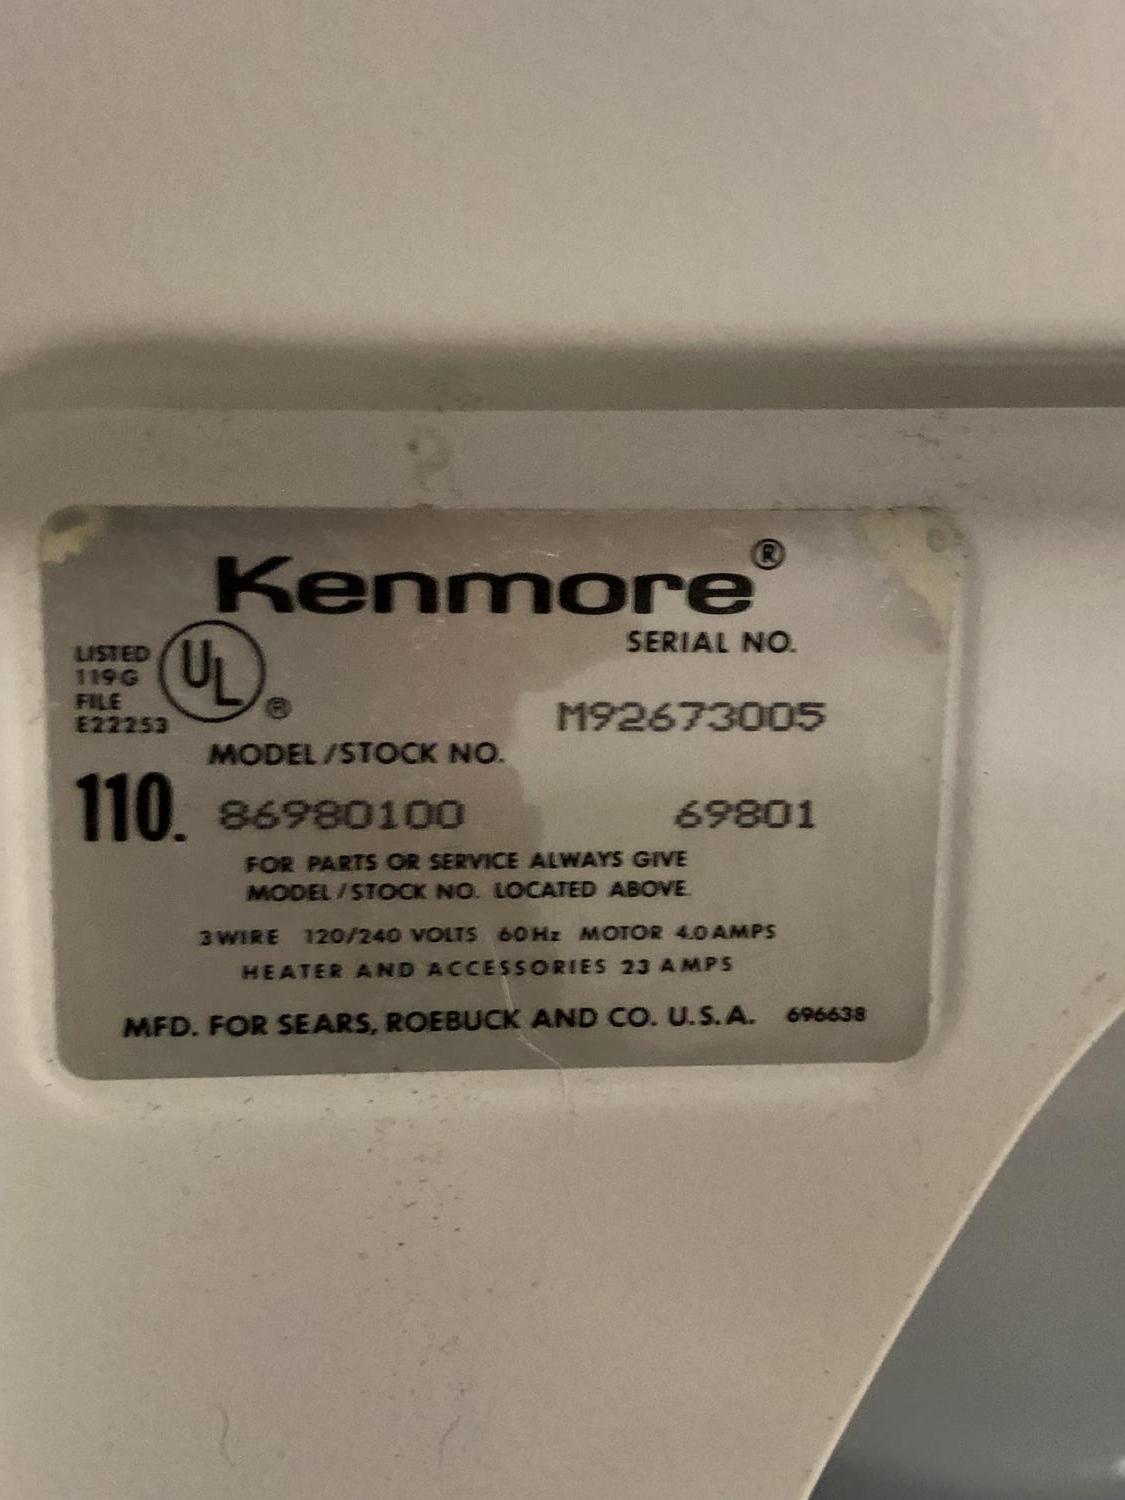 Kenmore®
SERIAL NO.
LISTED
119G
FILE
E22253
UL®
M92673005
MODEL/STOCK NO.
110. 86980100 69801
FOR PARTS OR SERVICE ALWAYS GIVE
MODEL/STOCK NO. LOCATED ABOVE.
3 WIRE 120/240 VOLTS 60Hz MOTOR 4.0 AMPS
HEATER AND ACCESSORIES 23 AMPS
MFD. FOR SEARS, ROEBUCK AND CO. U.S.A. 696638